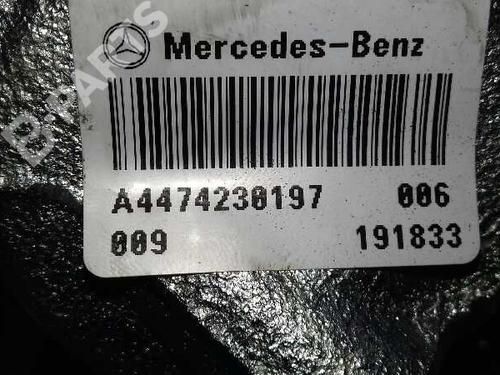 Mercedes-Benz
A4474230197 006
009 191833
B-PARTS